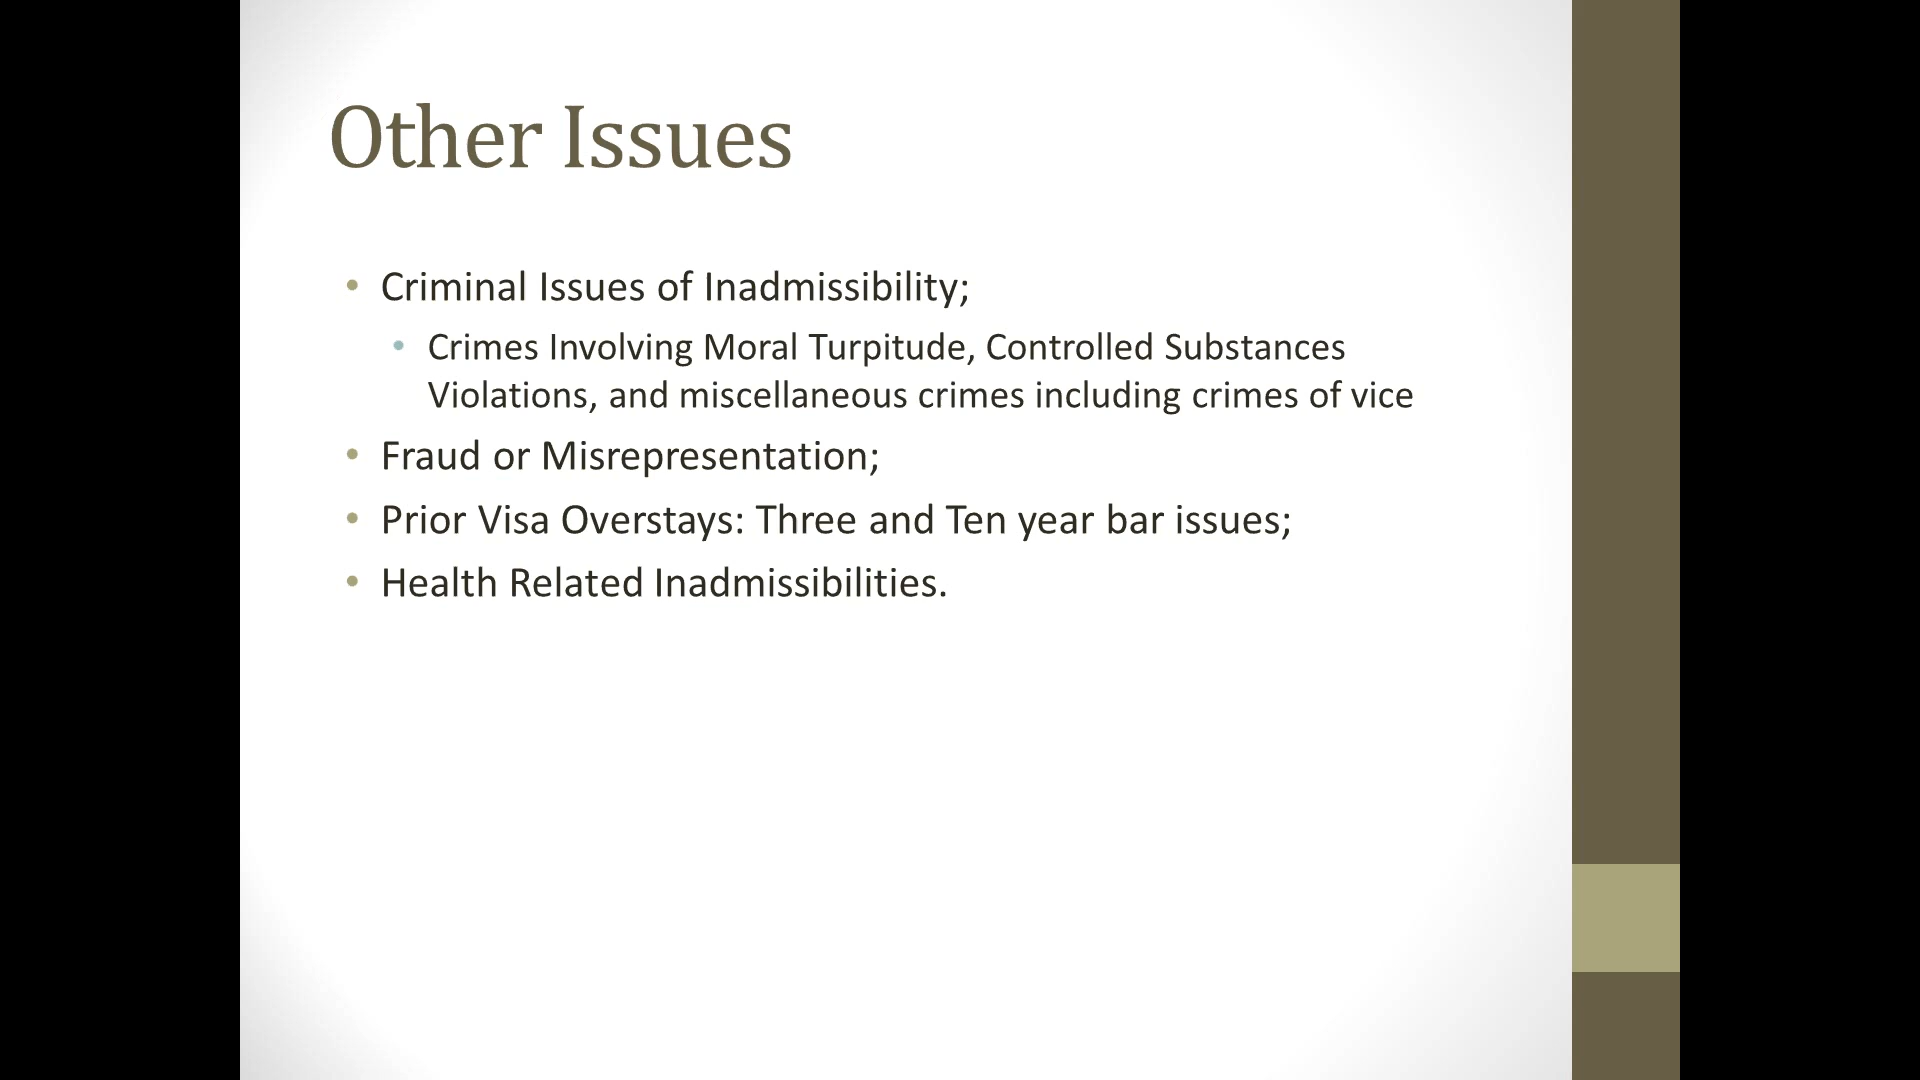 Other Issues
• Criminal Issues of Inadmissibility;
• Crimes Involving Moral Turpitude, Controlled Substances
Violations, and miscellaneous crimes including crimes of vice
• Fraud or Misrepresentation;
• Prior Visa Overstays: Three and Ten year bar issues;
• Health Related Inadmissibilities.